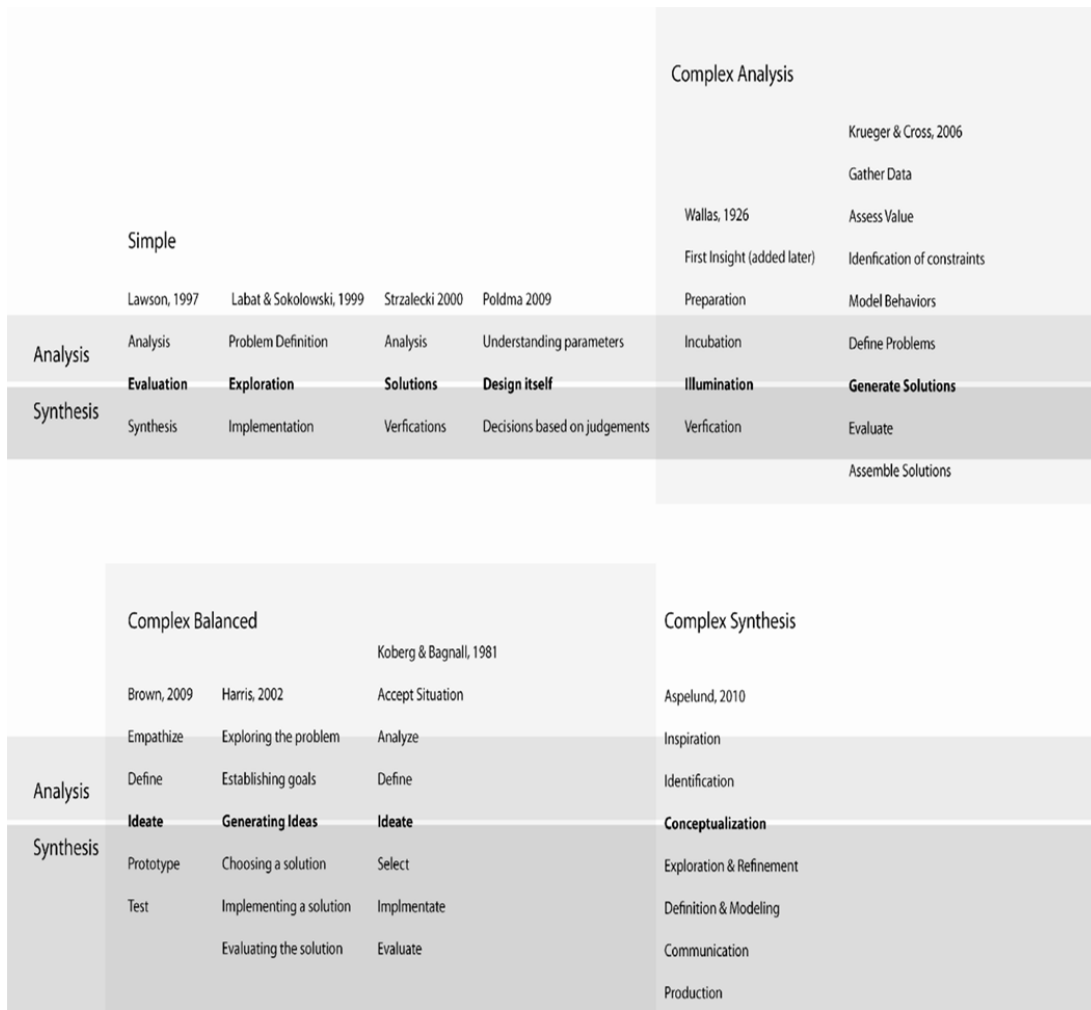 Complex Analysis
Krueger & Cross, 2006
Gather Data
Wallas, 1926
Assess Value
Simple
First Insight (added later)
Idenfication of constraints
Lawson, 1997
Labat & Sokolowski, 1999
Strzalecki 2000
Poldma 2009
Preparation
Model Behaviors
Analysis
Analysis
Problem Definition
Analysis
Understanding parameters
Incubation
Define Problems
Evaluation
Exploration
Solutions
Design itself
Illumination
Generate Solutions
Synthesis
Synthesis
Implementation
Verfications
Decisions based on judgements
Verfication
Evaluate
Assemble Solutions
Complex Balanced
Complex Synthesis
Koberg & Bagnall, 1981
Brown, 2009
Harris, 2002
Accept Situation
Aspelund, 2010
Empathize
Exploring the problem
Analyze
Inspiration
Analysis
Define
Establishing goals
Define
Identification
Ideate
Generating Ideas
Ideate
Conceptualization
Synthesis
Prototype
Choosing a solution
Select
Exploration & Refinement
Test
Implementing a solution
Implmentate
Definition & Modeling
Evaluating the solution
Evaluate
Communication
Production